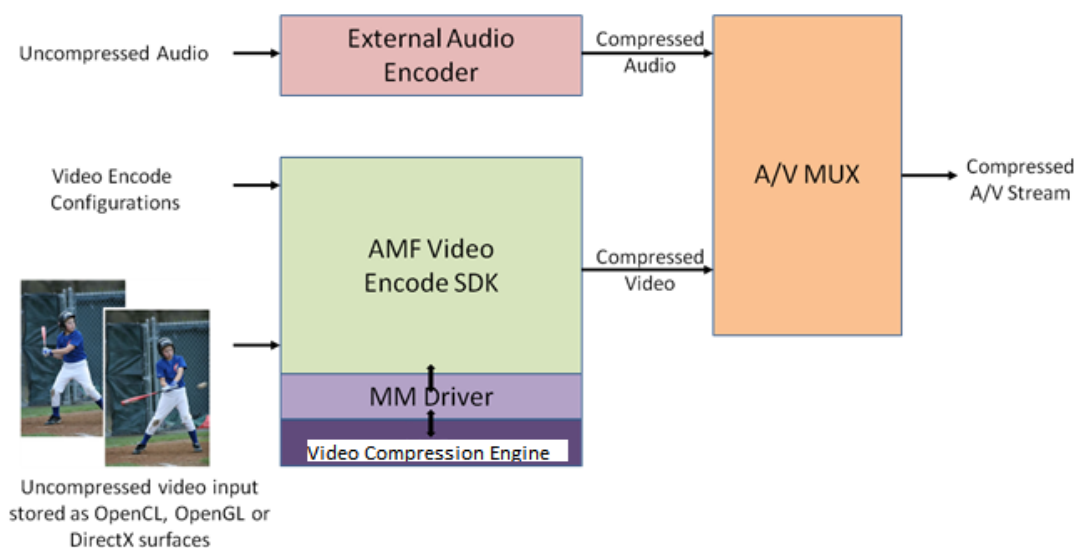 Uncompressed Audio
External Audio
Encoder
Compressed
Audio
A/V MUX
Compressed
A/V Stream
Video Encode
Configurations
AMF Video
Encode SDK
Compressed
Video
MM Driver
Video Compression Engine
Uncompressed video input
stored as OpenCL, OpenGL or
DirectX surfaces